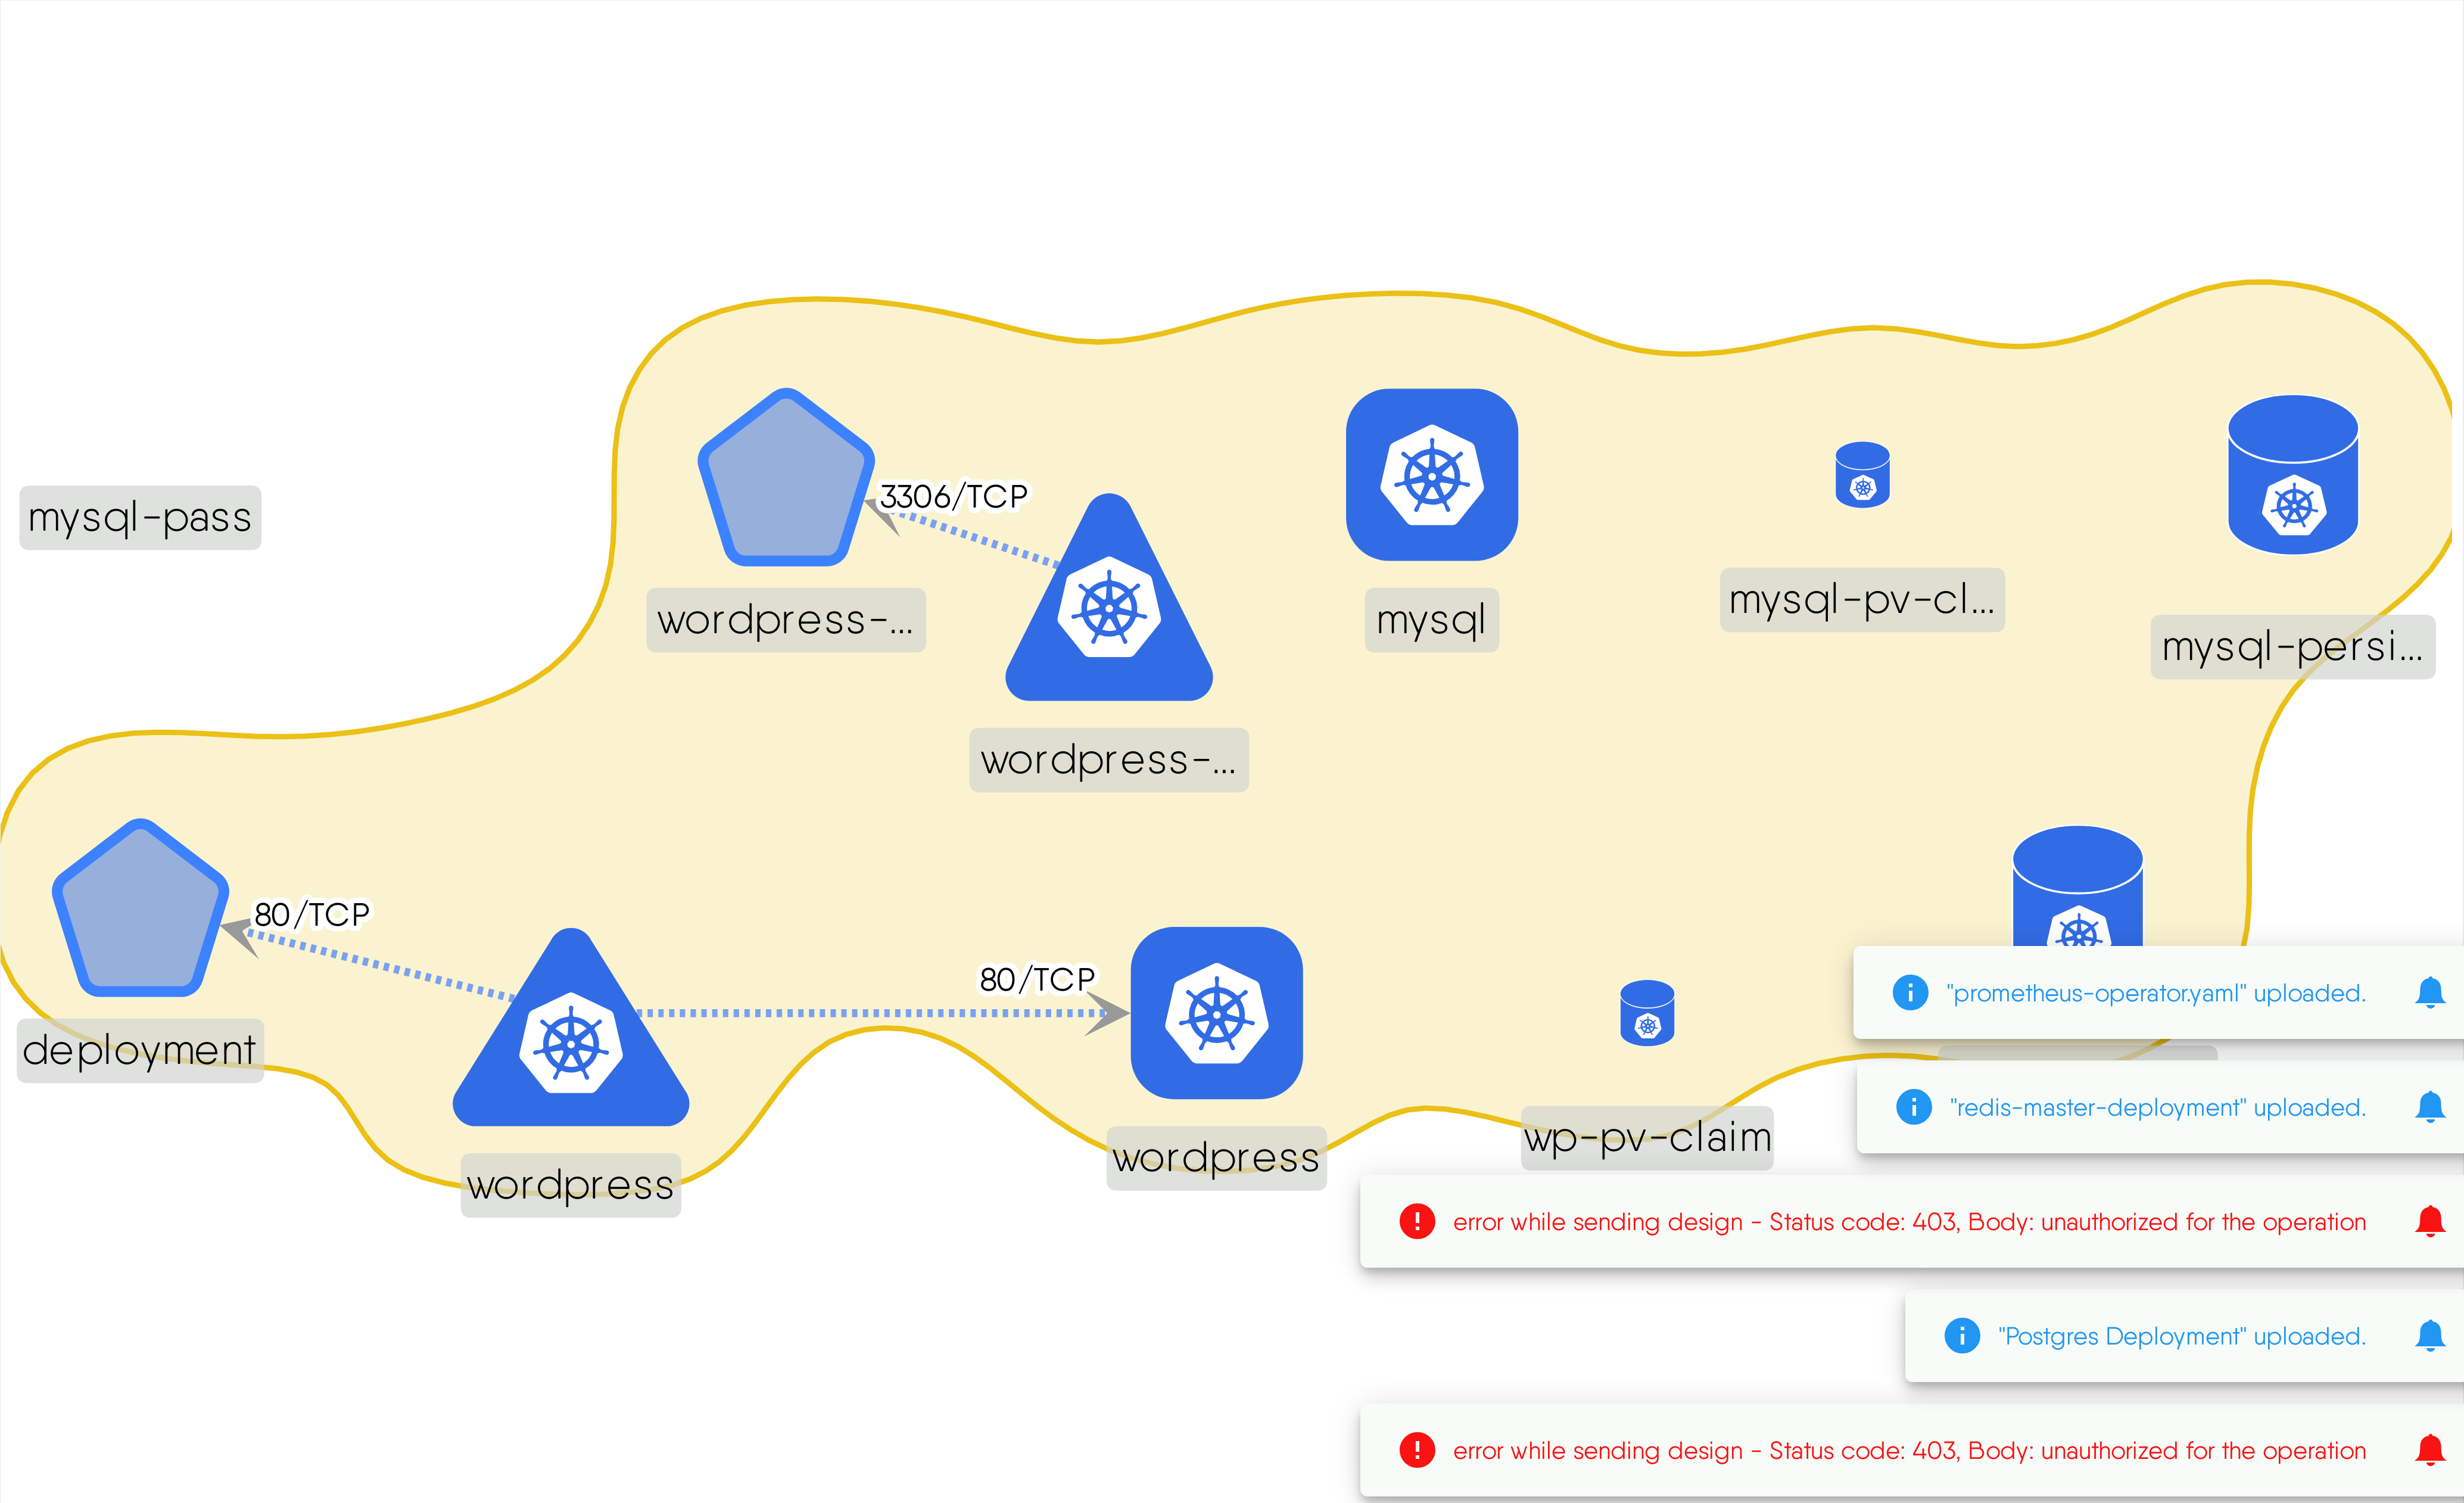 3306/TCP
mysql-pass
wordpress-...
mysql
mysql-pv-cl...
mysql-persi...
wordpress-...
80/TCP
80/TCP
deployment
wordpress
wordpress
wp-pv-claim
"prometheus-operator.yaml" uploaded.
"redis-master-deployment" uploaded.
error while sending design - Status code: 403, Body: unauthorized for the operation
"Postgres Deployment" uploaded.
error while sending design - Status code: 403, Body: unauthorized for the operation